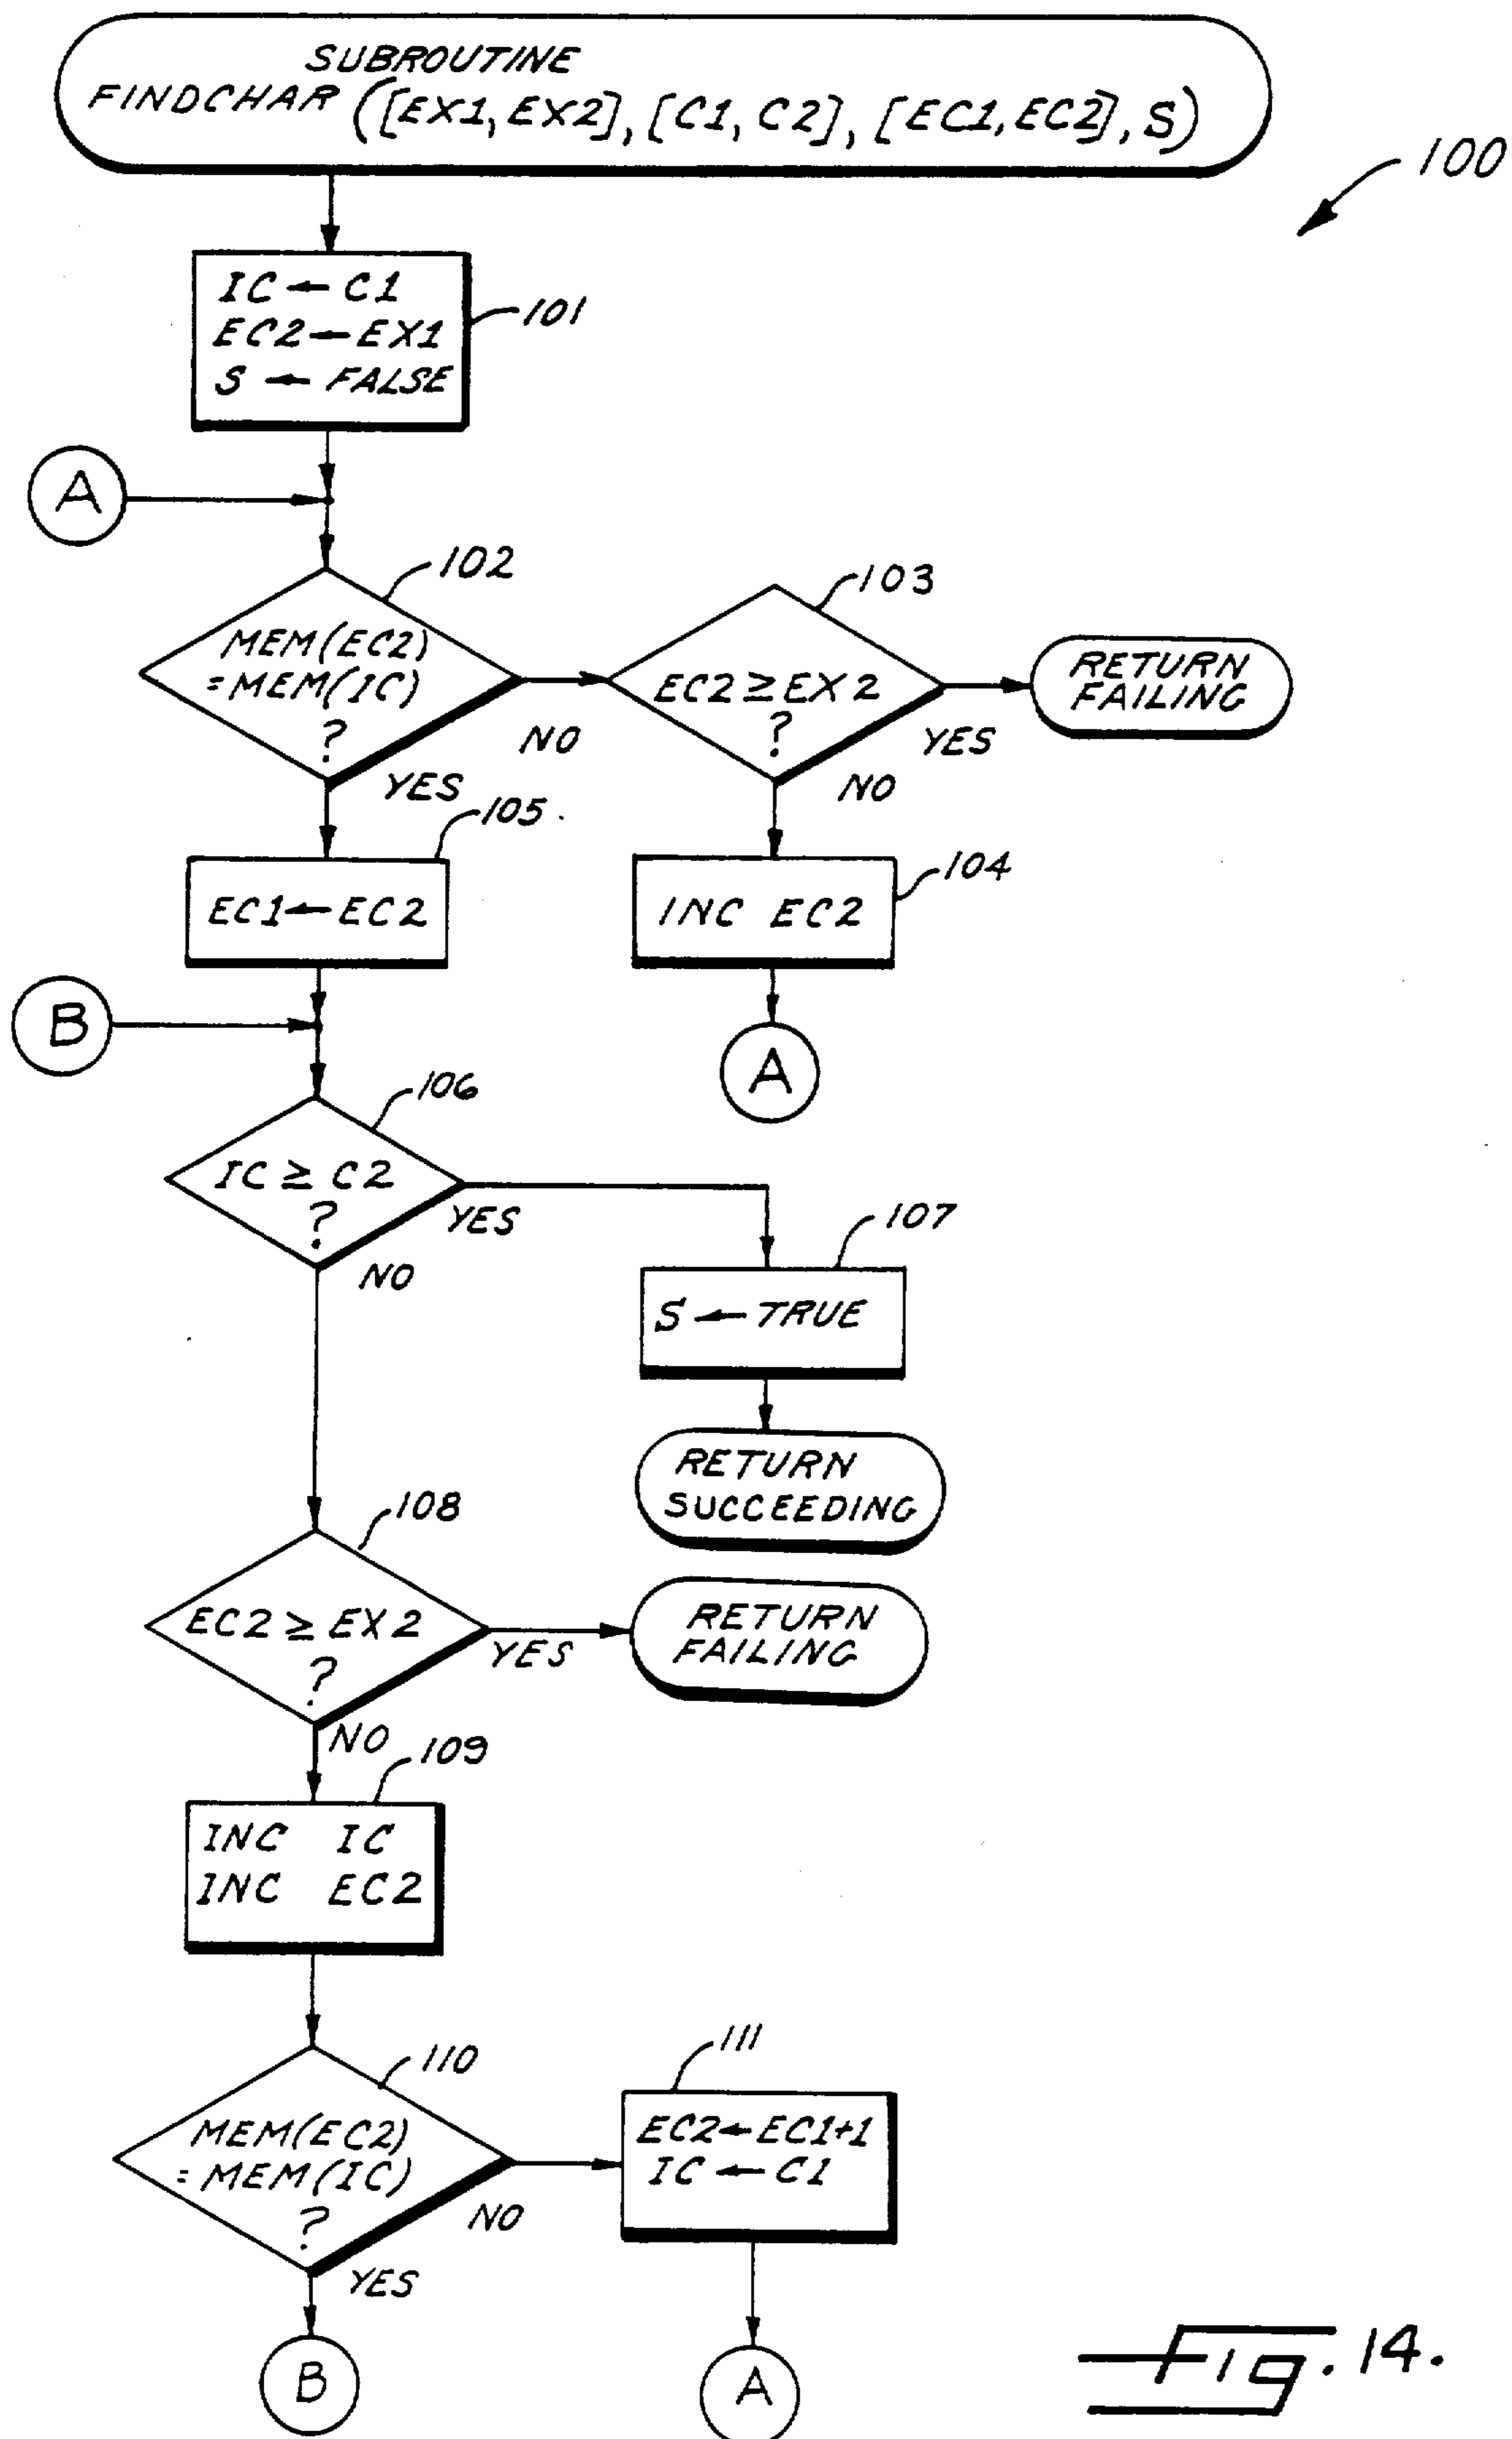 SUBROUTINE
FINDCHAR ([EX1, EX2], [C1, C2], [EC1, EC2], S)
100
IC ← C1
EC2 ← EX1
S ← FALSE
101
A
102
MEM(EC2)
=MEM(IC)
?
NO
YES
103
EC2 ≥ EX2
?
YES
NO
RETURN
FAILING
105
EC1 ← EC2
104
INC EC2
B
A
106
IC ≥ C2
?
YES
NO
107
S ← TRUE
RETURN
SUCCEEDING
108
EC2 ≥ EX2
?
YES
NO
RETURN
FAILING
109
INC IC
INC EC2
110
MEM(EC2)
=MEM(IC)
?
NO
YES
111
EC2 ← EC1+1
IC ← C1
B
A
Fig. 14.